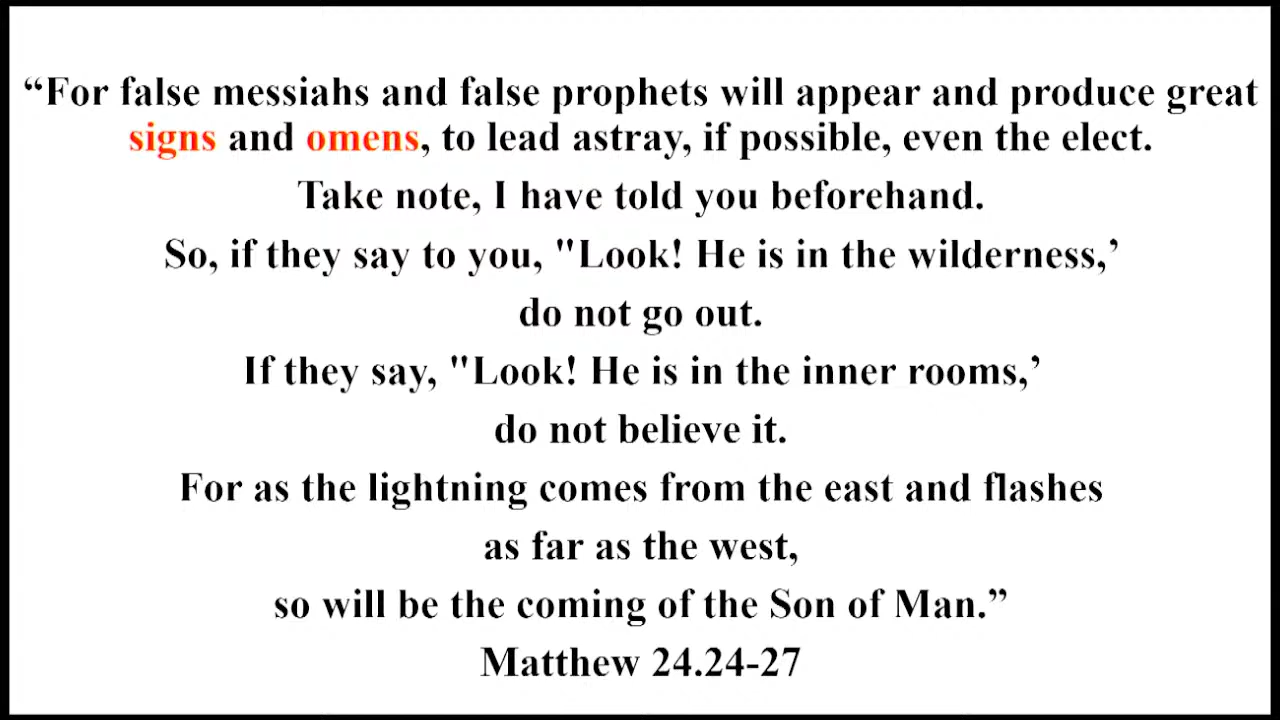 “For false messiahs and false prophets will appear and produce great
signs and omens, to lead astray, if possible, even the elect.
Take note, I have told you beforehand.
So, if they say to you, "Look! He is in the wilderness,’
do not go out.
If they say, "Look! He is in the inner rooms,’
do not believe it.
For as the lightning comes from the east and flashes
as far as the west,
so will be the coming of the Son of Man.”
Matthew 24.24-27